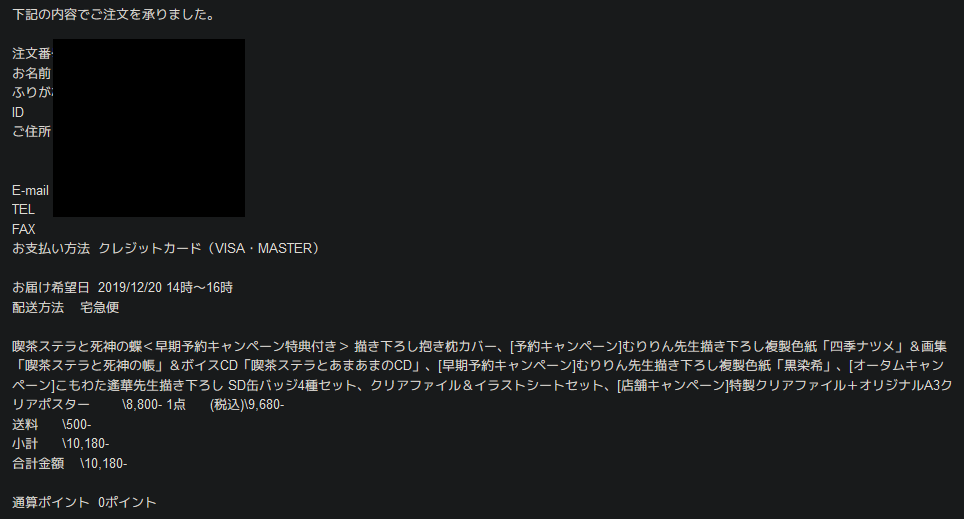 下記の内容でご注文を承りました。
注文番
お名前
ふりが
ID
ご住所
E-mail
TEL
FAX
お支払い方法 クレジットカード（VISA・MASTER）
お届け希望日 2019/12/20 14時～16時
配送方法 宅急便
喫茶ステラと死神の蝶＜早期予約キャンペーン特典付き＞ 描き下ろし抱き枕カバー、[予約キャンペーン]むりりん先生描き下ろし複製色紙「四季ナツメ」＆画集
「喫茶ステラと死神の帳」＆ボイスCD「喫茶ステラとあまあまのCD」、[早期予約キャンペーン]むりりん先生描き下ろし複製色紙「黒染希」、[オータムキャン
ペーン]こもわた遙華先生描き下ろし SD缶バッジ4種セット、クリアファイル＆イラストシートセット、[店舗キャンペーン]特製クリアファイル＋オリジナルA3ク
リアポスター \8,800- 1点 (税込)\9,680-
送料 \500-
小計 \10,180-
合計金額 \10,180-
通算ポイント 0ポイント